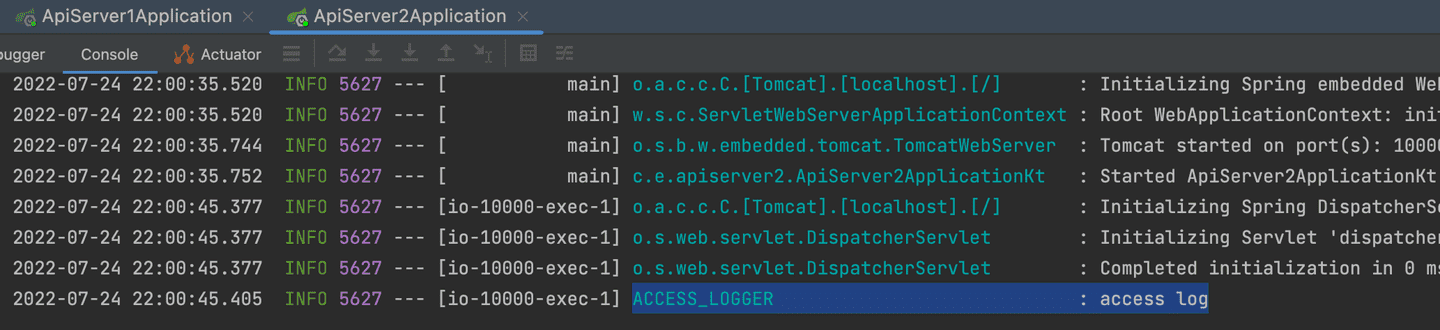 ApiServer1Application × ApiServer2Application ×
ougger Console Actuator
2022-07-24 22:00:35.520 INFO 5627 --- [ main] o.a.c.c.C.[Tomcat].[localhost].[/] : Initializing Spring embedded Web
2022-07-24 22:00:35.520 INFO 5627 --- [ main] w.s.c.ServletWebServerApplicationContext : Root WebApplicationContext: init
2022-07-24 22:00:35.744 INFO 5627 --- [ main] o.s.b.w.embedded.tomcat.TomcatWebServer : Tomcat started on port(s): 10000
2022-07-24 22:00:35.752 INFO 5627 --- [ main] c.e.apiserver2.ApiServer2ApplicationKt : Started ApiServer2ApplicationKt
2022-07-24 22:00:45.377 INFO 5627 --- [io-10000-exec-1] o.a.c.c.C.[Tomcat].[localhost].[/] : Initializing Spring DispatcherSe
2022-07-24 22:00:45.377 INFO 5627 --- [io-10000-exec-1] o.s.web.servlet.DispatcherServlet : Initializing Servlet 'dispatcher
2022-07-24 22:00:45.377 INFO 5627 --- [io-10000-exec-1] o.s.web.servlet.DispatcherServlet : Completed initialization in 0 ms
2022-07-24 22:00:45.405 INFO 5627 --- [io-10000-exec-1] ACCESS_LOGGER : access log